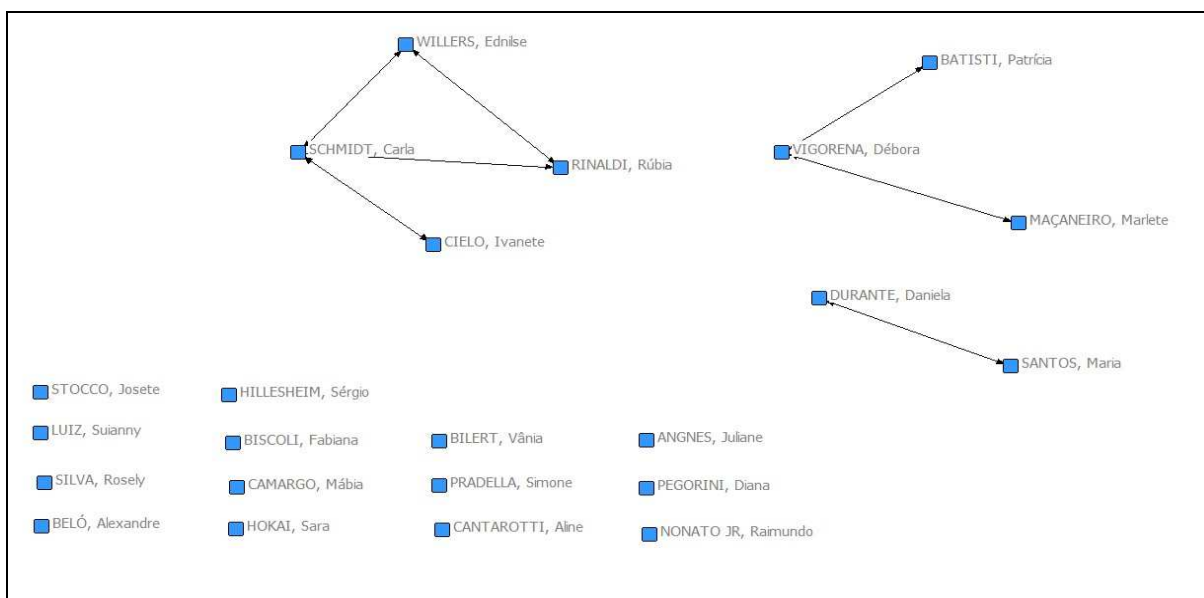 WILLERS, Ednilse
BATISTI, Patrícia
SCHMIDT, Carla
VIGORENA, Débora
RINALDI, Rúbia
MAÇANEIRO, Marlete
CIELO, Ivanete
DURANTE, Daniela
SANTOS, Maria
STOCCO, Josete
HILLESHEIM, Sérgio
LUIZ, Suianny
BISCOLI, Fabiana
BILERT, Vânia
ANGNES, Juliane
SILVA, Rosely
CAMARGO, Mábia
PRADELLA, Simone
PEGORINI, Diana
BELÓ, Alexandre
HOKAI, Sara
CANTAROTTI, Aline
NONATO JR, Raimundo